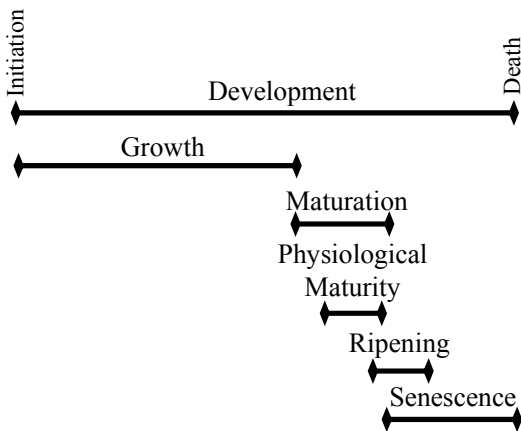 Initiation
Death
Development
Growth
Maturation
Physiological
Maturity
Ripening
Senescence